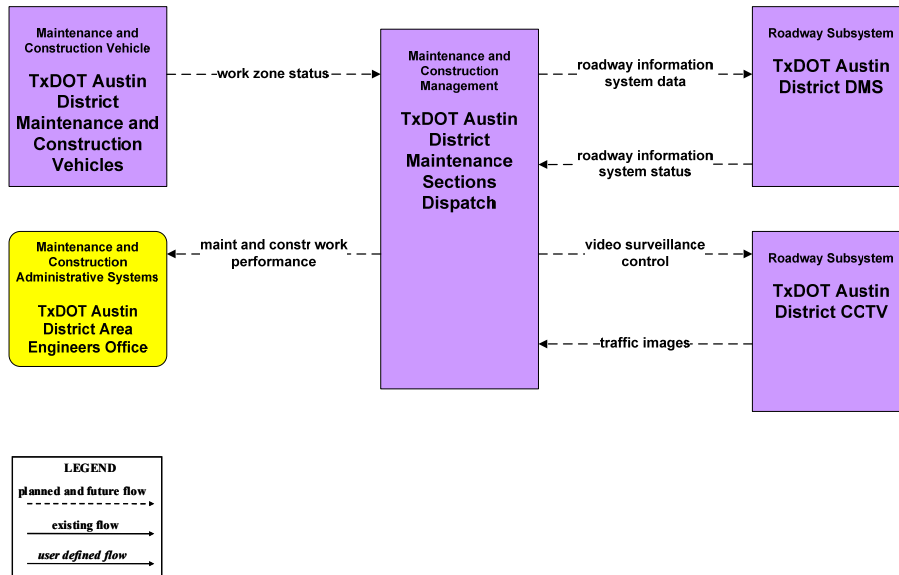 Maintenance and
Construction Vehicle
TxDOT Austin
District
Maintenance and
Construction
Vehicles
work zone status
Maintenance and
Construction
Management
TxDOT Austin
District
Maintenance
Sections
Dispatch
roadway information
system data
Roadway Subsystem
TxDOT Austin
District DMS
roadway information
system status
Maintenance and
Construction
Administrative Systems
TxDOT Austin
District Area
Engineers Office
maint and constr work
performance
video surveillance
control
Roadway Subsystem
TxDOT Austin
District CCTV
traffic images
LEGEND
planned and future flow
existing flow
user defined flow